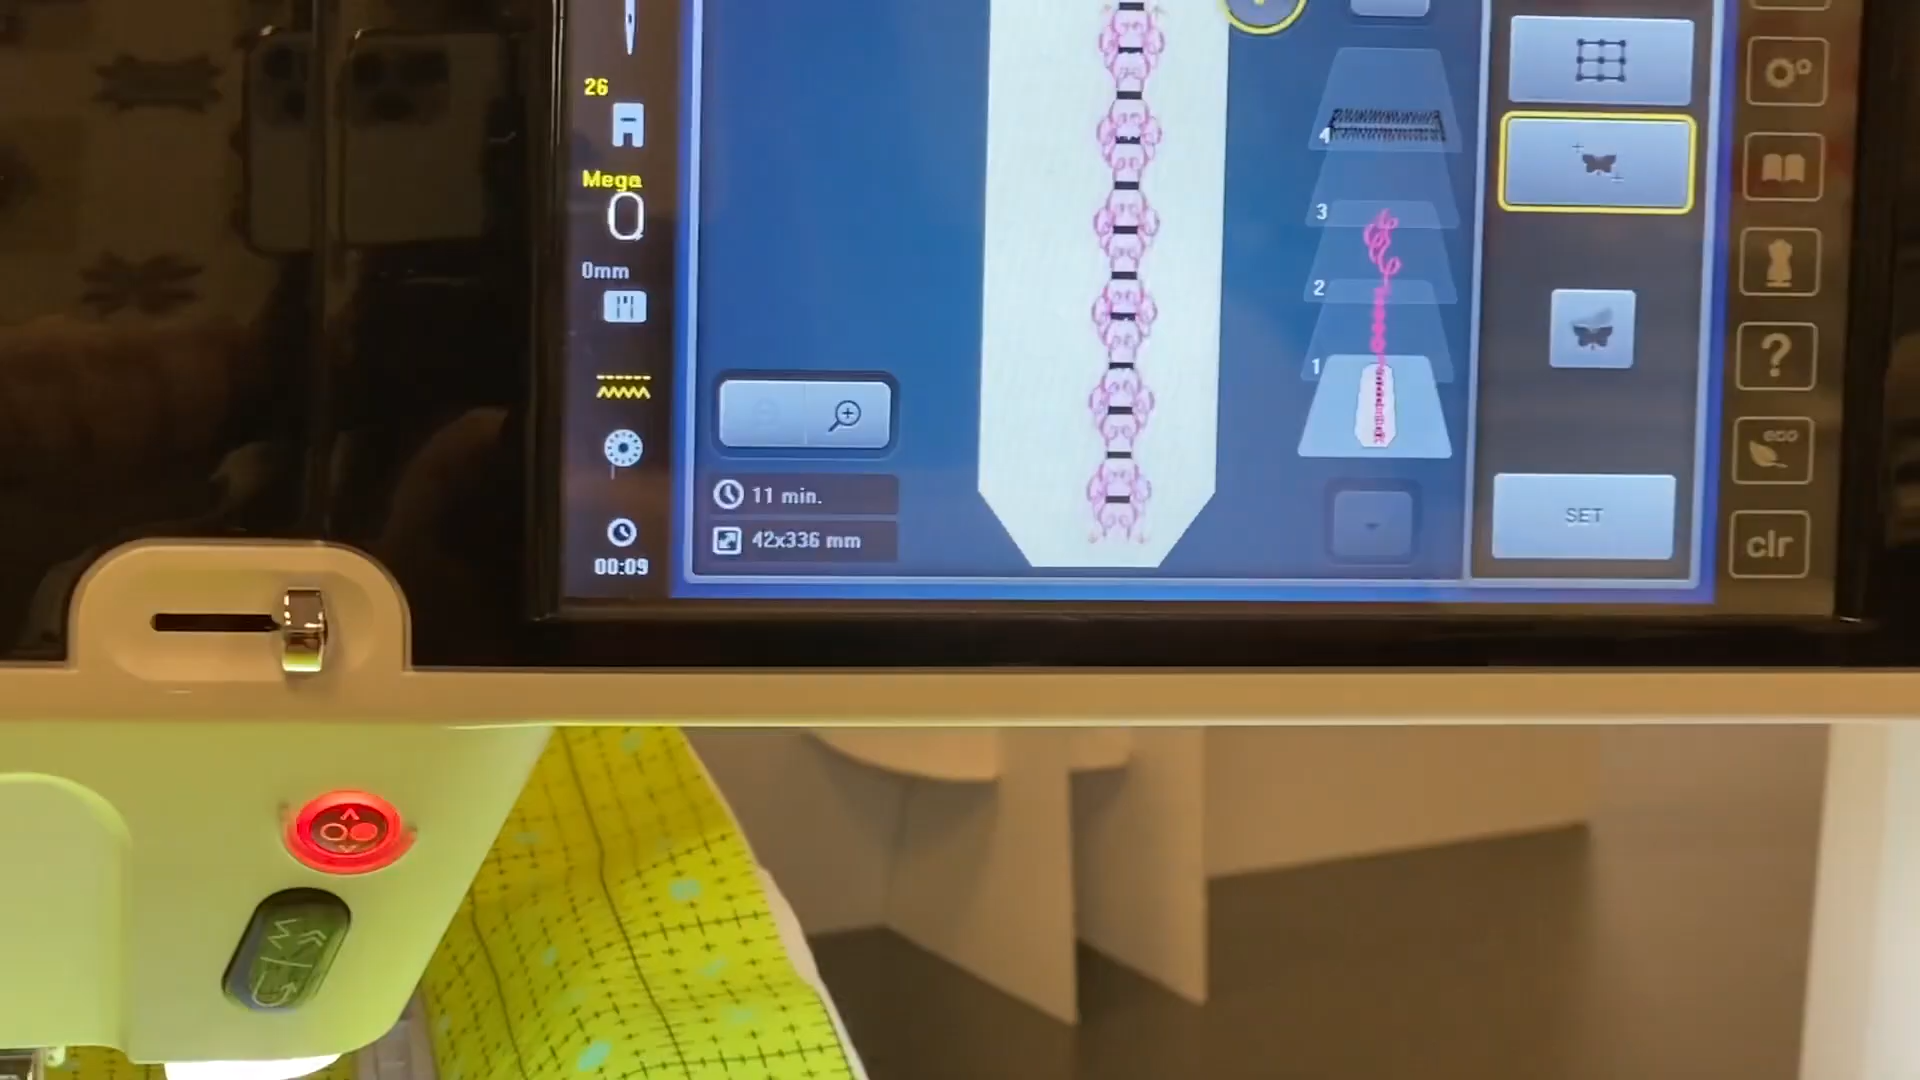 26
Mega
0mm
00:09
11 min.
42x336 mm
4
3
2
1
SET
?
eco
clr